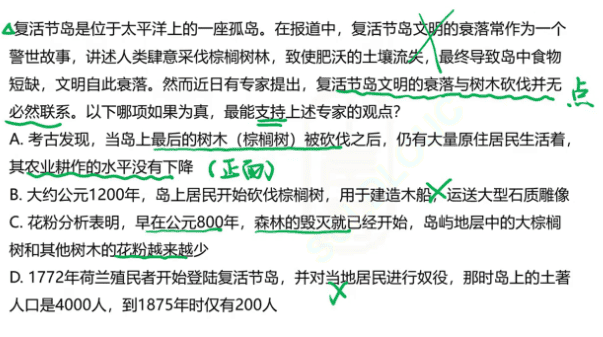 复活节岛是位于太平洋上的一座孤岛。在报道中，复活节岛文明的衰落常作为一个
警世故事，讲述人类肆意采伐棕榈树林，致使肥沃的土壤流失，最终导致岛中食物
短缺，文明自此衰落。然而近日有专家提出，复活节岛文明的衰落与树木砍伐并无
点
必然联系。以下哪项如果为真，最能支持上述专家的观点？
A. 考古发现，当岛上最后的树木（棕榈树）被砍伐之后，仍有大量原住居民生活着，
其农业耕作的水平没有下降 （正面）
B. 大约公元1200年，岛上居民开始砍伐棕榈树，用于建造木船，运送大型石质雕像
C. 花粉分析表明，早在公元800年，森林的毁灭就已经开始，岛屿地层中的大棕榈
树和其他树木的花粉越来越少
D. 1772年荷兰殖民者开始登陆复活节岛，并对当地居民进行奴役，那时岛上的土著
人口是4000人，到1875年时仅有200人